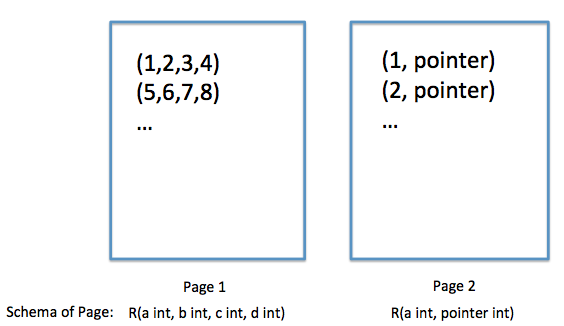 (1,2,3,4)
(5,6,7,8)
...
(1, pointer)
(2, pointer)
...
Page 1
Page 2
Schema of Page: R(a int, b int, c int, d int)
R(a int, pointer int)